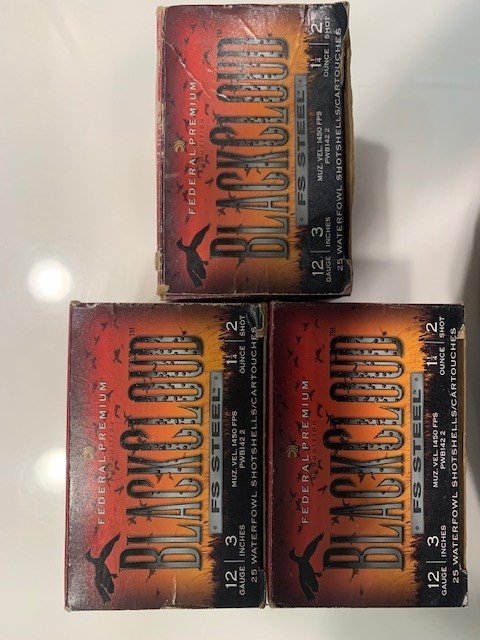 FEDERAL PREMIUM
BLACKCLOUD™
FS STEEL
MUZ. VEL. 1450 FPS
PWB142 2
12 | 3 | 1¼ | 2
GAUGE | INCHES | OUNCE | SHOT
25 WATERFOWL SHOTSHELLS/CARTOUCHES
FEDERAL PREMIUM
BLACKCLOUD™
FS STEEL
MUZ. VEL. 1450 FPS
PWB142 2
12 | 3 | 1¼ | 2
GAUGE | INCHES | OUNCE | SHOT
25 WATERFOWL SHOTSHELLS/CARTOUCHES
FEDERAL PREMIUM
BLACKCLOUD™
FS STEEL
MUZ. VEL. 1450 FPS
PWB142 2
12 | 3 | 1¼ | 2
GAUGE | INCHES | OUNCE | SHOT
25 WATERFOWL SHOTSHELLS/CARTOUCHES